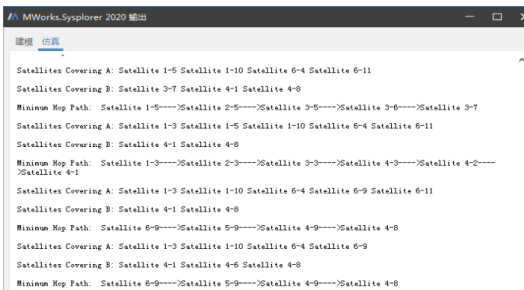 MWorks.Sysplorer 2020 输出
建模 仿真
Satellites Covering A: Satellite 1-5 Satellite 1-10 Satellite 6-4 Satellite 6-11
Satellites Covering B: Satellite 3-7 Satellite 4-1 Satellite 4-8
Minimum Hop Path: Satellite 1-5---->Satellite 2-5---->Satellite 3-5---->Satellite 3-6---->Satellite 3-7
Satellites Covering A: Satellite 1-3 Satellite 1-5 Satellite 1-10 Satellite 6-4 Satellite 6-11
Satellites Covering B: Satellite 4-1 Satellite 4-8
Minimum Hop Path: Satellite 1-3---->Satellite 2-3---->Satellite 3-3---->Satellite 4-3---->Satellite 4-2----
>Satellite 4-1
Satellites Covering A: Satellite 1-3 Satellite 1-10 Satellite 6-4 Satellite 6-9 Satellite 6-11
Satellites Covering B: Satellite 4-1 Satellite 4-8
Minimum Hop Path: Satellite 6-9---->Satellite 5-9---->Satellite 4-9---->Satellite 4-8
Satellites Covering A: Satellite 1-3 Satellite 1-10 Satellite 6-4 Satellite 6-9
Satellites Covering B: Satellite 4-1 Satellite 4-6 Satellite 4-8
Minimum Hop Path: Satellite 6-9---->Satellite 5-9---->Satellite 4-9---->Satellite 4-8